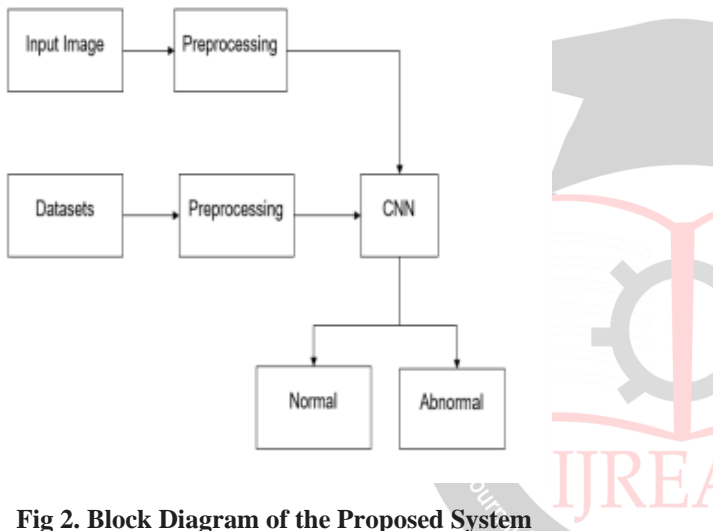 Input Image
Preprocessing
Datasets
Preprocessing
CNN
Normal
Abnormal
IJREA
Fig 2. Block Diagram of the Proposed System